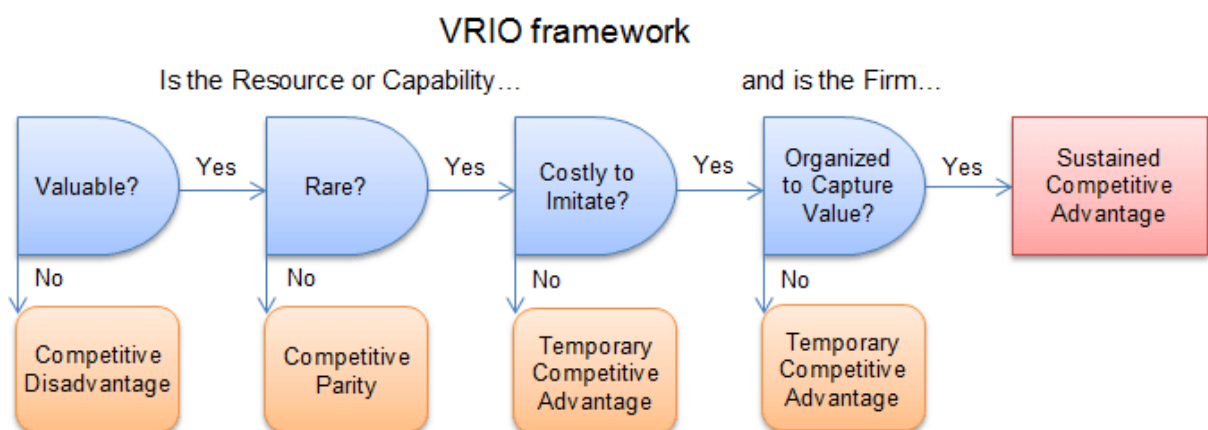 VRIO framework
Is the Resource or Capability...
and is the Firm...
Valuable?
Yes
Rare?
Yes
Costly to
Imitate?
Yes
Organized
to Capture
Value?
Yes
Sustained
Competitive
Advantage
No
No
No
No
Competitive
Disadvantage
Competitive
Parity
Temporary
Competitive
Advantage
Temporary
Competitive
Advantage